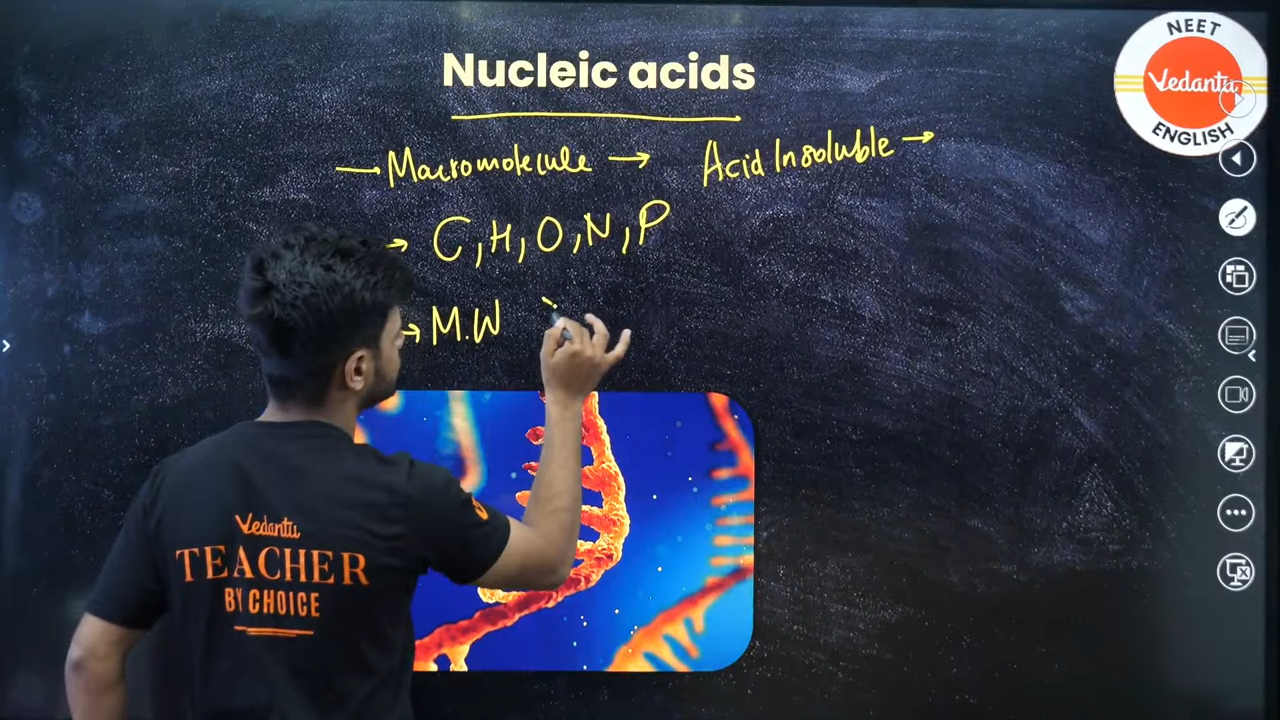 Nucleic acids
— Macromolecule → Acid Insoluble →
→ C, H, O, N, P
→ M.W
NEET
Vedantu
ENGLISH
Vedantu
TEACHER
BY CHOICE